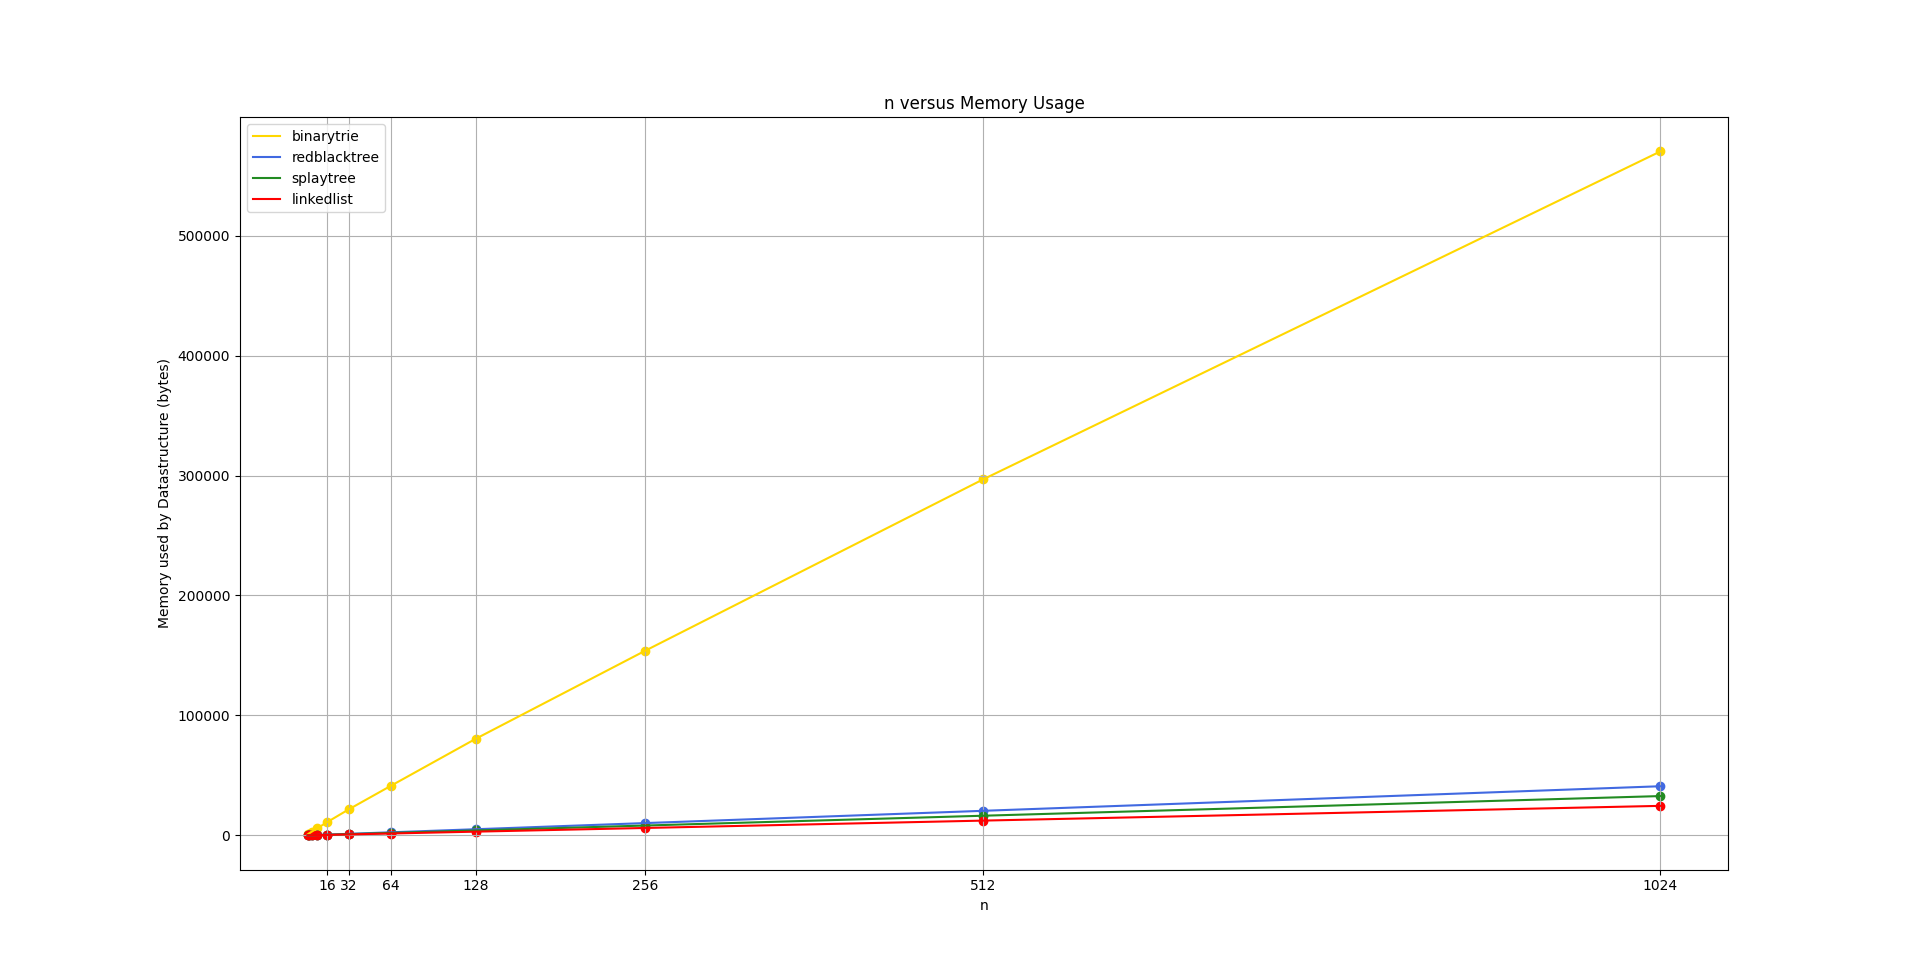 n versus Memory Usage
binarytrie
redblacktree
splaytree
linkedlist
Memory used by Datastructure (bytes)
500000
400000
300000
200000
100000
0
16 32 64 128 256 512 1024
n